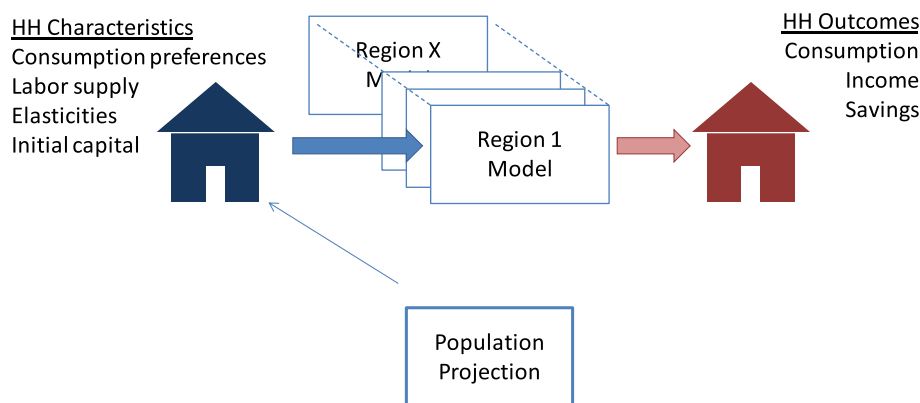 HH Characteristics
Consumption preferences
Labor supply
Elasticities
Initial capital
Region X
Region 1
Model
HH Outcomes
Consumption
Income
Savings
Population
Projection